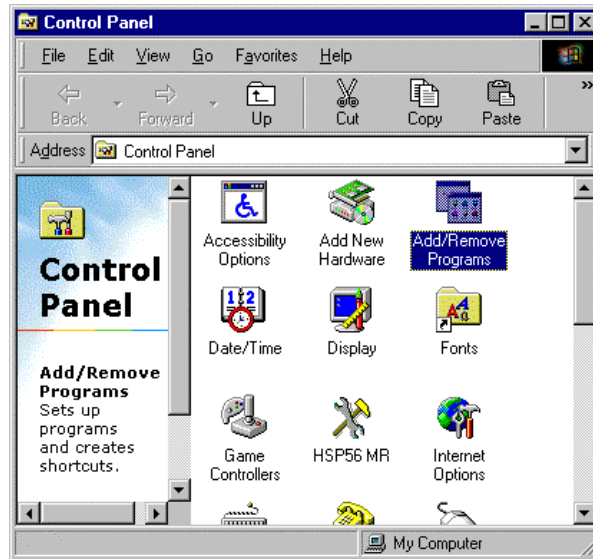 Control Panel
File Edit View Go Favorites Help
Back Forward Up Cut Copy Paste »
Address Control Panel
Control
Panel
Add/Remove
Programs
Sets up
programs
and creates
shortcuts.
Accessibility
Options
Add New
Hardware
Add/Remove
Programs
Date/Time
Display
Fonts
Game
Controllers
HSP56 MR
Internet
Options
My Computer